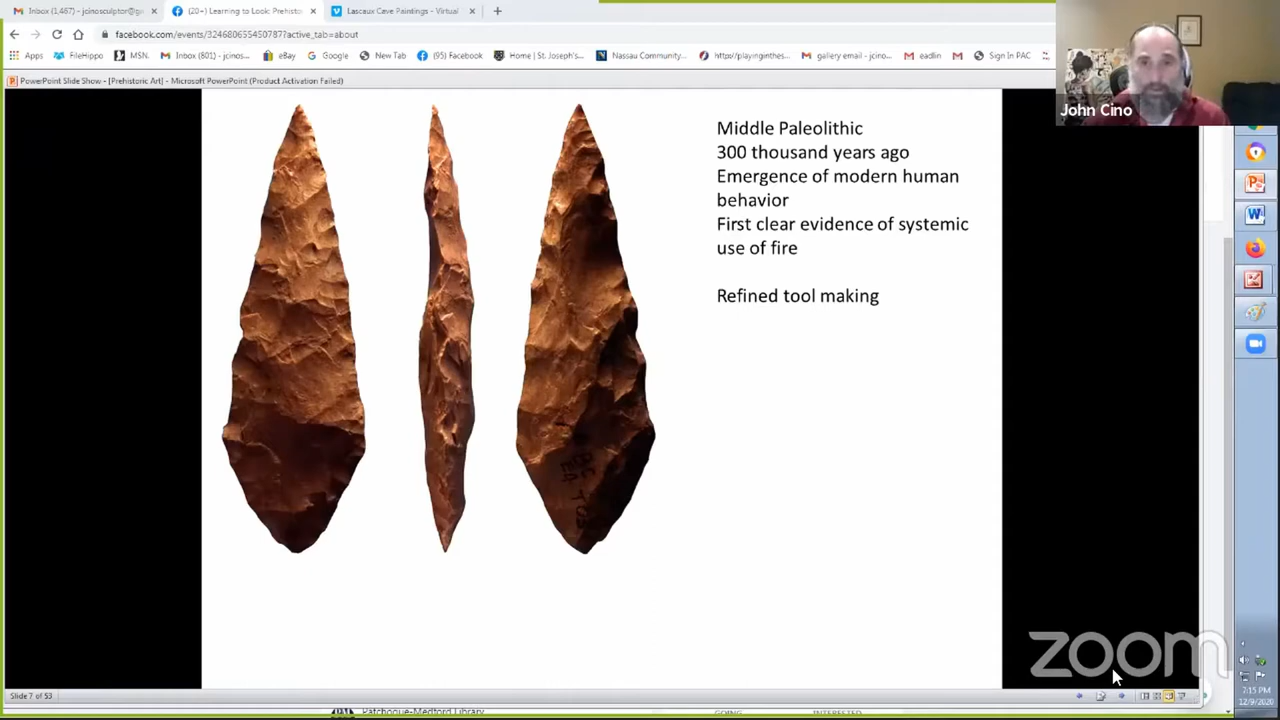 Inbox (1,467) - joinosculptor@g
(20+) Learning to Look: Prehisto
Lascaux Cave Paintings - Virtual
facebook.com/events/324680655450787?active_tab=about
Apps
FileHippo
MSN.
Inbox (801) - jcinos...
eBay
Google
New Tab
(95) Facebook
Home | St. Joseph's...
Nassau Community...
http://playinginthes...
gallery email - jcino...
eadlin
Sign In PAC
PowerPoint Slide Show - [Prehistoric Art] - Microsoft PowerPoint (Product Activation Failed)
John Cino
Middle Paleolithic
300 thousand years ago
Emergence of modern human
behavior
First clear evidence of systemic
use of fire
Refined tool making
zoom
Slide 7 of 53
7:15 PM
12/9/2020
Patchogue-Medford Library
GOING
INTERESTED